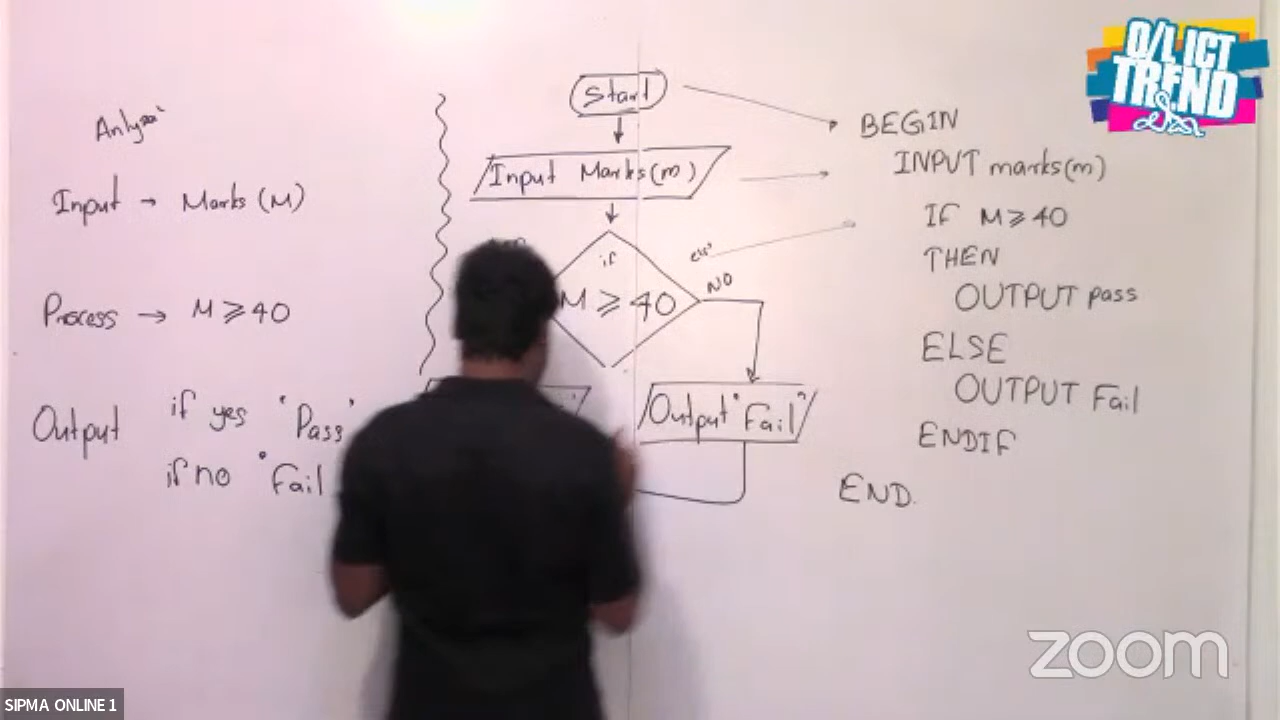 Input → Marks (M)
Process → M ≥ 40
Output if yes "Pass"
if no "Fail
Start
Input Marks(m)
if
M ≥ 40
else
NO
Output "Fail"
BEGIN
INPUT marks(m)
IF M ≥ 40
THEN
OUTPUT pass
ELSE
OUTPUT Fail
ENDIF
END.
O/L ICT
TREND
zoom
SIPMA ONLINE 1